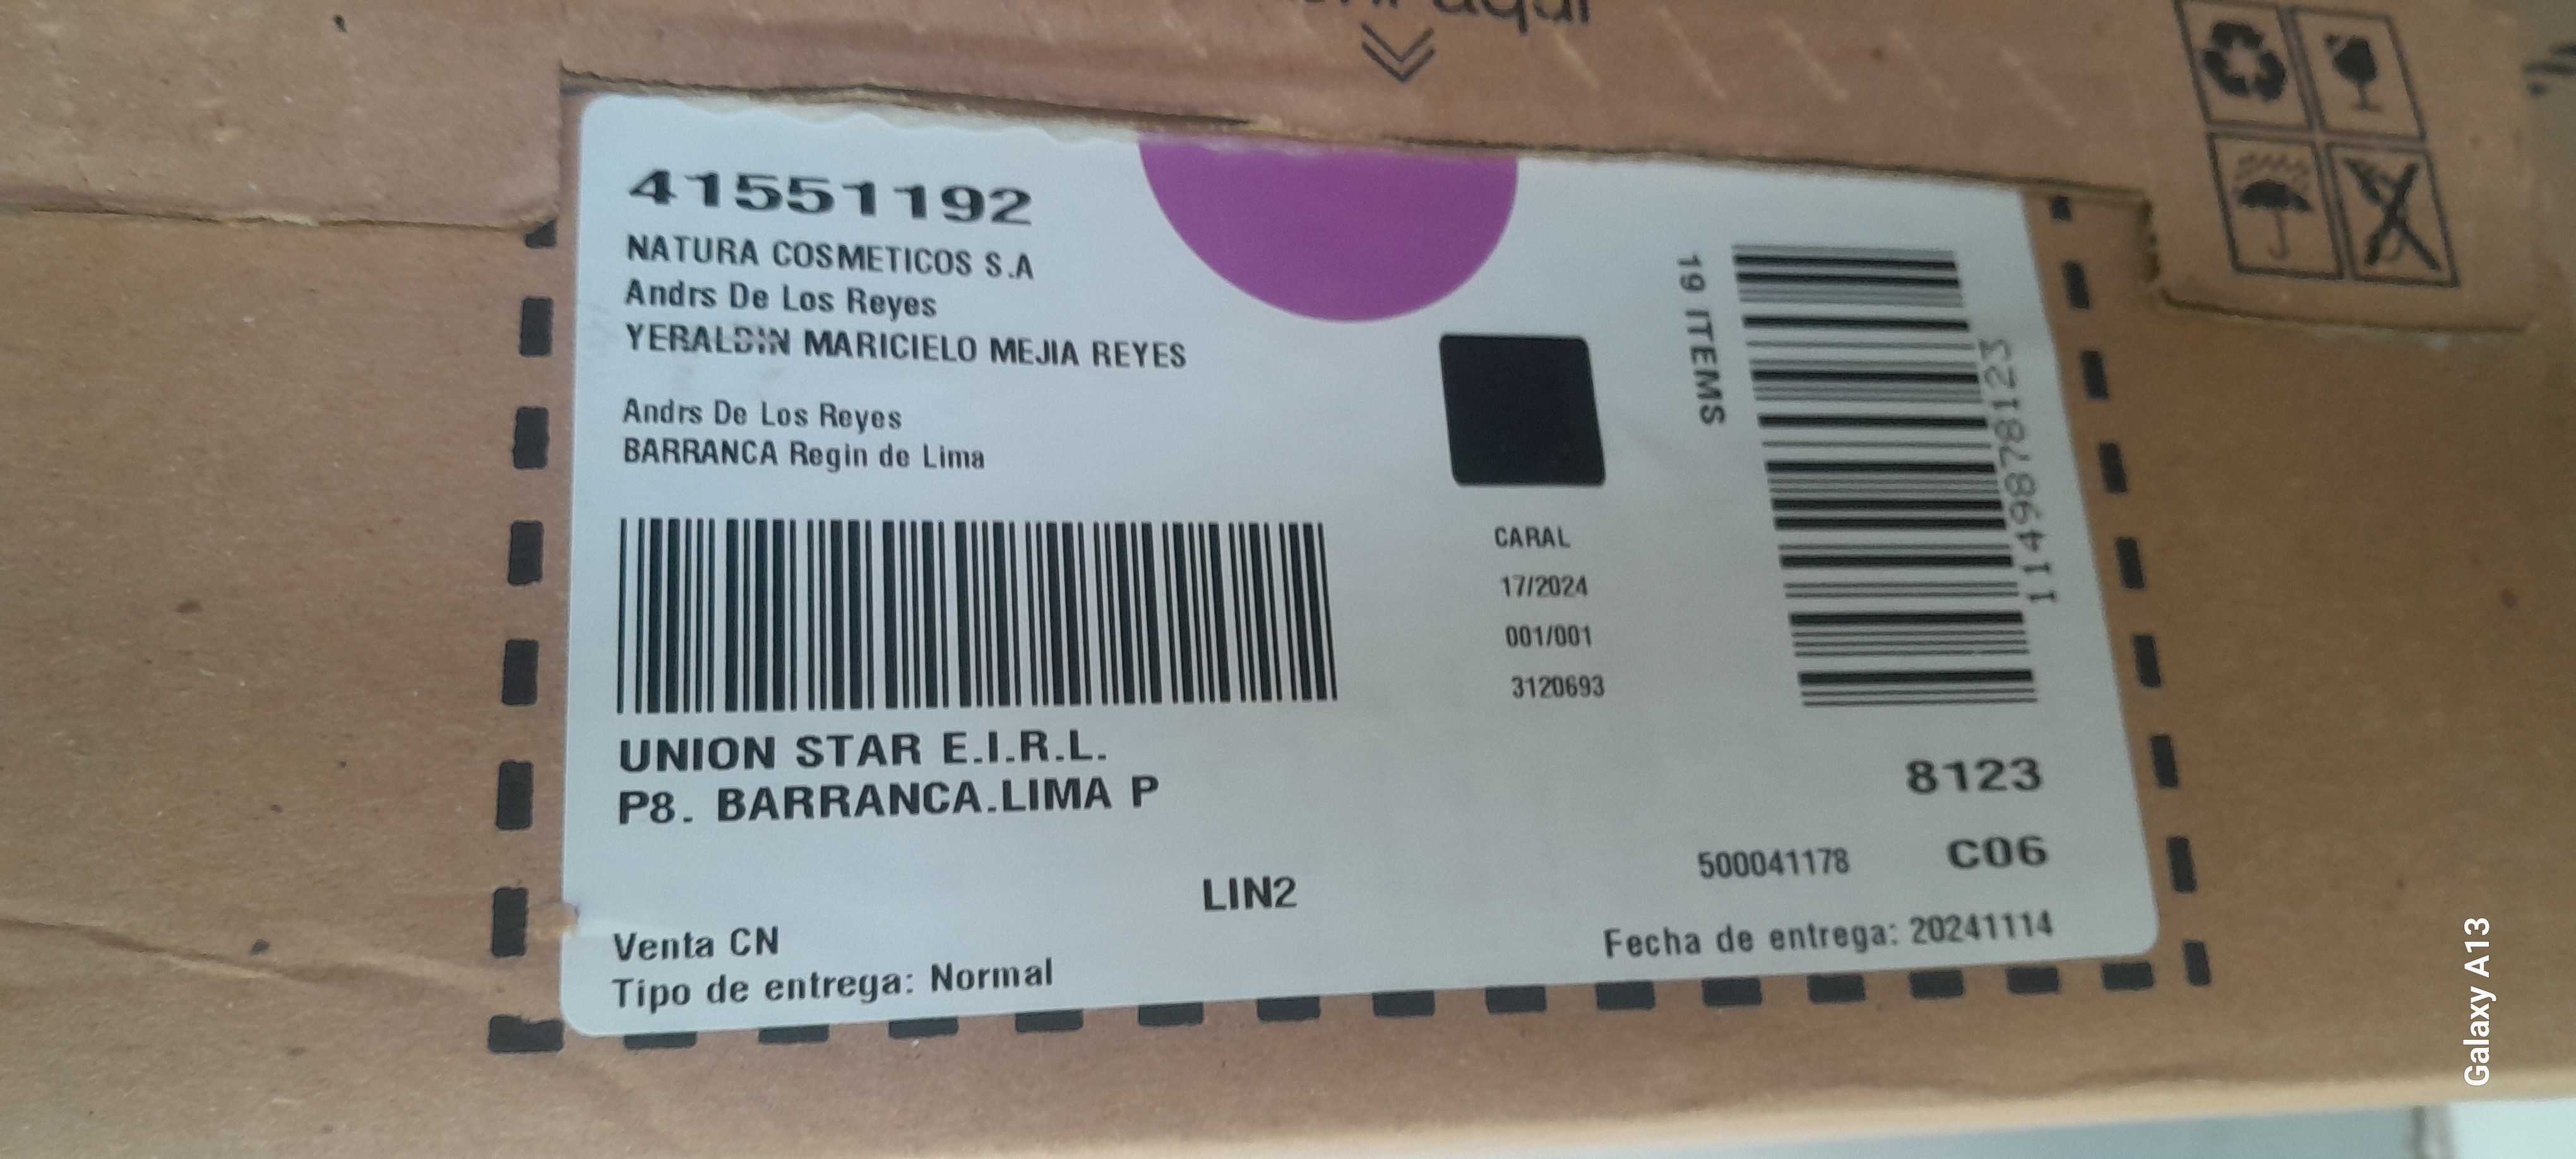 aquí
41551192
NATURA COSMETICOS S.A
Andrs De Los Reyes
YERALDIN MARICIELO MEJIA REYES
Andrs De Los Reyes
BARRANCA Regin de Lima
19 ITEMS
1149878123
CARAL
17/2024
001/001
3120693
UNION STAR E.I.R.L.
P8. BARRANCA.LIMA P
8123
500041178 C06
LIN2
Venta CN
Tipo de entrega: Normal
Fecha de entrega: 20241114
Galaxy A13